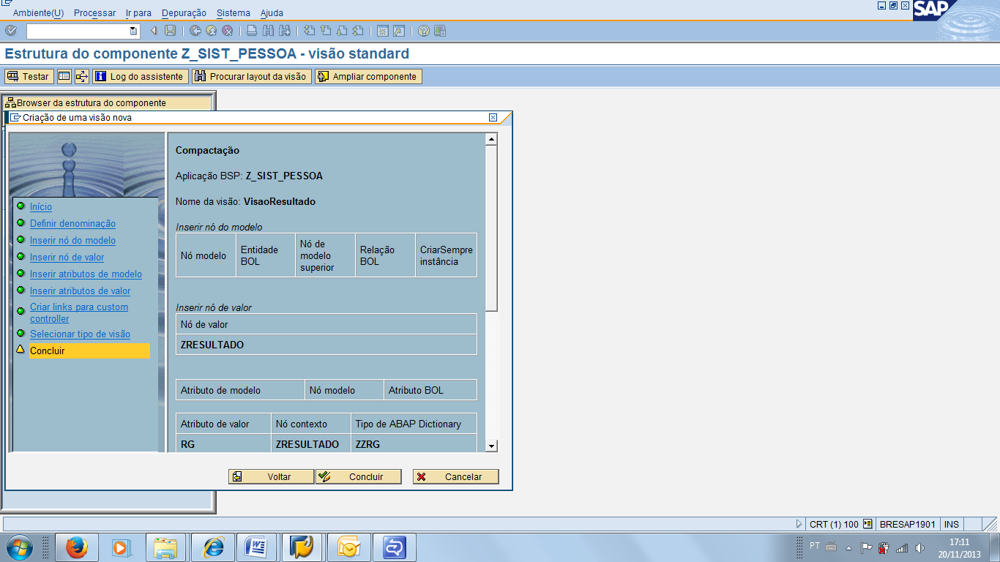 Ambiente(U) Processar Ir para Depuração Sistema Ajuda
SAP
Estrutura do componente Z_SIST_PESSOA - visão standard
Testar Log do assistente Procurar layout da visão Ampliar componente
Browser da estrutura do componente
Criação de uma visão nova
Início
Definir denominação
Inserir nó do modelo
Inserir nó de valor
Inserir atributos de modelo
Inserir atributos de valor
Criar links para custom
controller
Selecionar tipo de visão
Concluir
Compactação
Aplicação BSP: Z_SIST_PESSOA
Nome da visão: VisaoResultado
Inserir nó do modelo
Nó modelo
Entidade
BOL
Nó de
modelo
superior
Relação
BOL
CriarSempre
instância
Inserir nó de valor
Nó de valor
ZRESULTADO
Atributo de modelo Nó modelo Atributo BOL
Atributo de valor Nó contexto Tipo de ABAP Dictionary
RG ZRESULTADO ZZRG
Voltar Concluir Cancelar
CRT (1) 100 BRESAP1901 INS
PT
17:11
20/11/2013